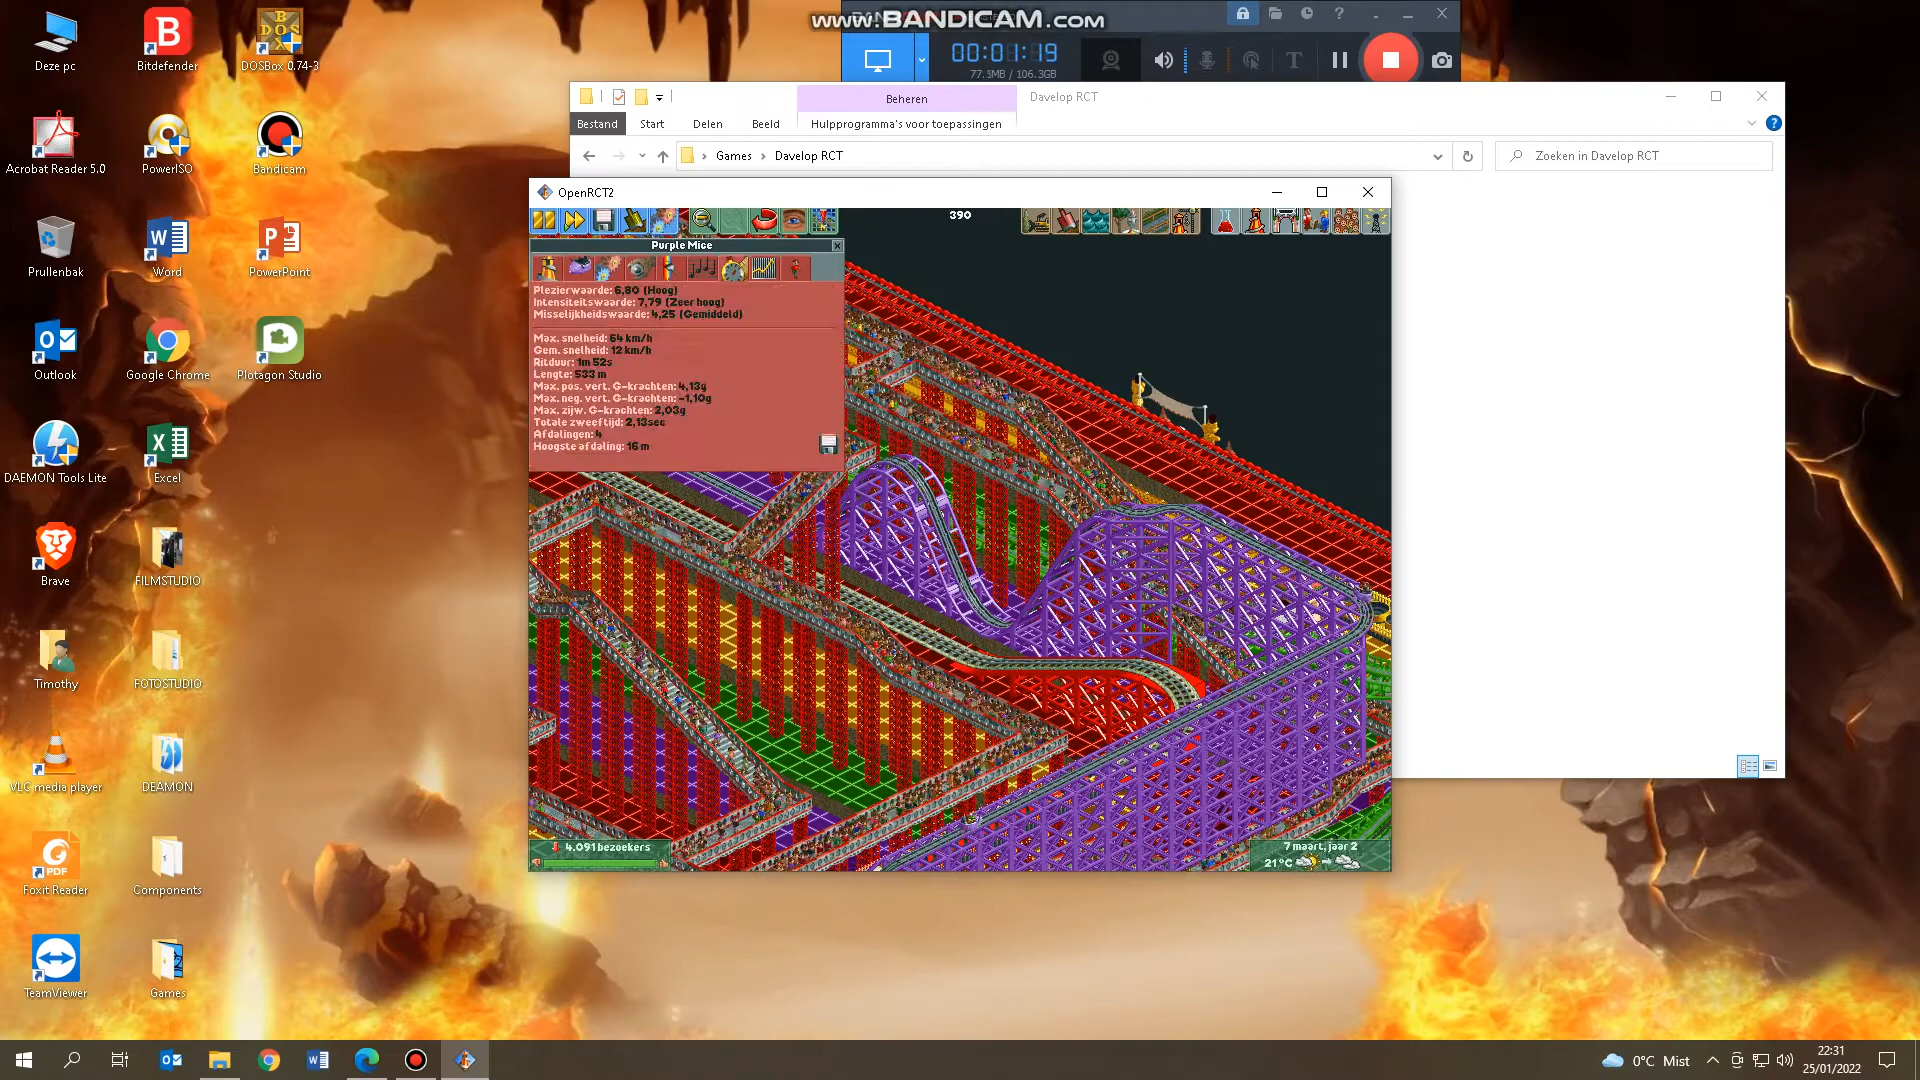 www.BANDICAM.com
00:01:19
77.5MB / 106.3GB
Deze pc
Bitdefender
DOSBox 0.74-3
Acrobat Reader 5.0
PowerISO
Bandicam
Prullenbak
Word
PowerPoint
Outlook
Google Chrome
Plotagon Studio
DAEMON Tools Lite
Excel
Brave
FILMSTUDIO
Timothy
FOTOSTUDIO
VLC media player
DEAMON
Foxit Reader
Components
TeamViewer
Games
Beheren
Davelop RCT
Bestand
Start
Delen
Beeld
Hulpprogramma's voor toepassingen
Games > Davelop RCT
Zoeken in Davelop RCT
OpenRCT2
390
Purple Mice
Plezierwaarde: 6,80 (Hoog)
Intensiteitswaarde: 7,79 (Zeer hoog)
Misselijkheidswaarde: 4,25 (Gemiddeld)
Max. snelheid: 64 km/h
Gem. snelheid: 12 km/h
Ritduur: 1m 52s
Lengte: 533 m
Max. pos. vert. G-krachten: 4,13g
Max. neg. vert. G-krachten: -1,10g
Max. zijw. G-krachten: 2,03g
Totale zweeftijd: 2,13sec
Afdalingen: 4
Hoogste afdaling: 16 m
4.091 bezoekers
7 maart, jaar 2
21°C
0°C Mist
22:31
25/01/2022